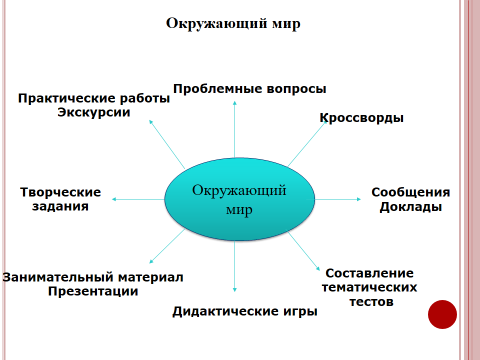 Окружающий мир
Проблемные вопросы
Практические работы
Экскурсии
Кроссворды
Окружающий
мир
Творческие
задания
Сообщения
Доклады
Занимательный материал
Презентации
Составление
тематических
тестов
Дидактические игры